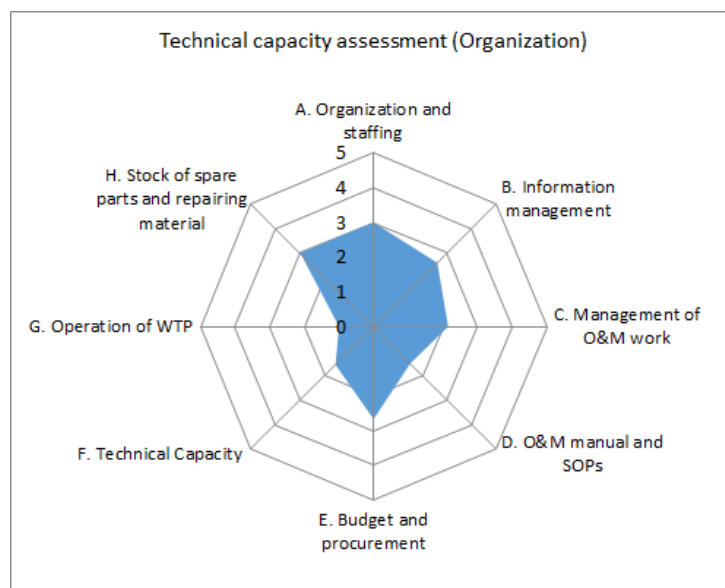 Technical capacity assessment (Organization)
A. Organization and
staffing
B. Information
management
C. Management of
O&M work
D. O&M manual and
SOPs
E. Budget and
procurement
F. Technical Capacity
G. Operation of WTP
H. Stock of spare
parts and repairing
material
5
4
3
2
1
0